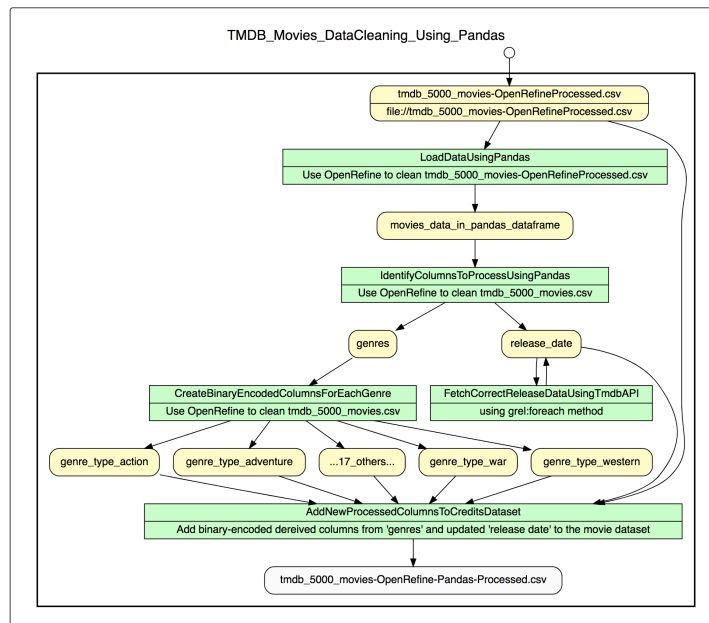 TMDB_Movies_DataCleaning_Using_Pandas
tmdb_5000_movies-OpenRefineProcessed.csv
file://tmdb_5000_movies-OpenRefineProcessed.csv
LoadDataUsingPandas
Use OpenRefine to clean tmdb_5000_movies-OpenRefineProcessed.csv
movies_data_in_pandas_dataframe
IdentifyColumnsToProcessUsingPandas
Use OpenRefine to clean tmdb_5000_movies.csv
genres
release_date
CreateBinaryEncodedColumnsForEachGenre
Use OpenRefine to clean tmdb_5000_movies.csv
FetchCorrectReleaseDataUsingTmdbAPI
using grel:foreach method
genre_type_action
genre_type_adventure
...17_others...
genre_type_war
genre_type_western
AddNewProcessedColumnsToCreditsDataset
Add binary-encoded dereived columns from 'genres' and updated 'release date' to the movie dataset
tmdb_5000_movies-OpenRefine-Pandas-Processed.csv